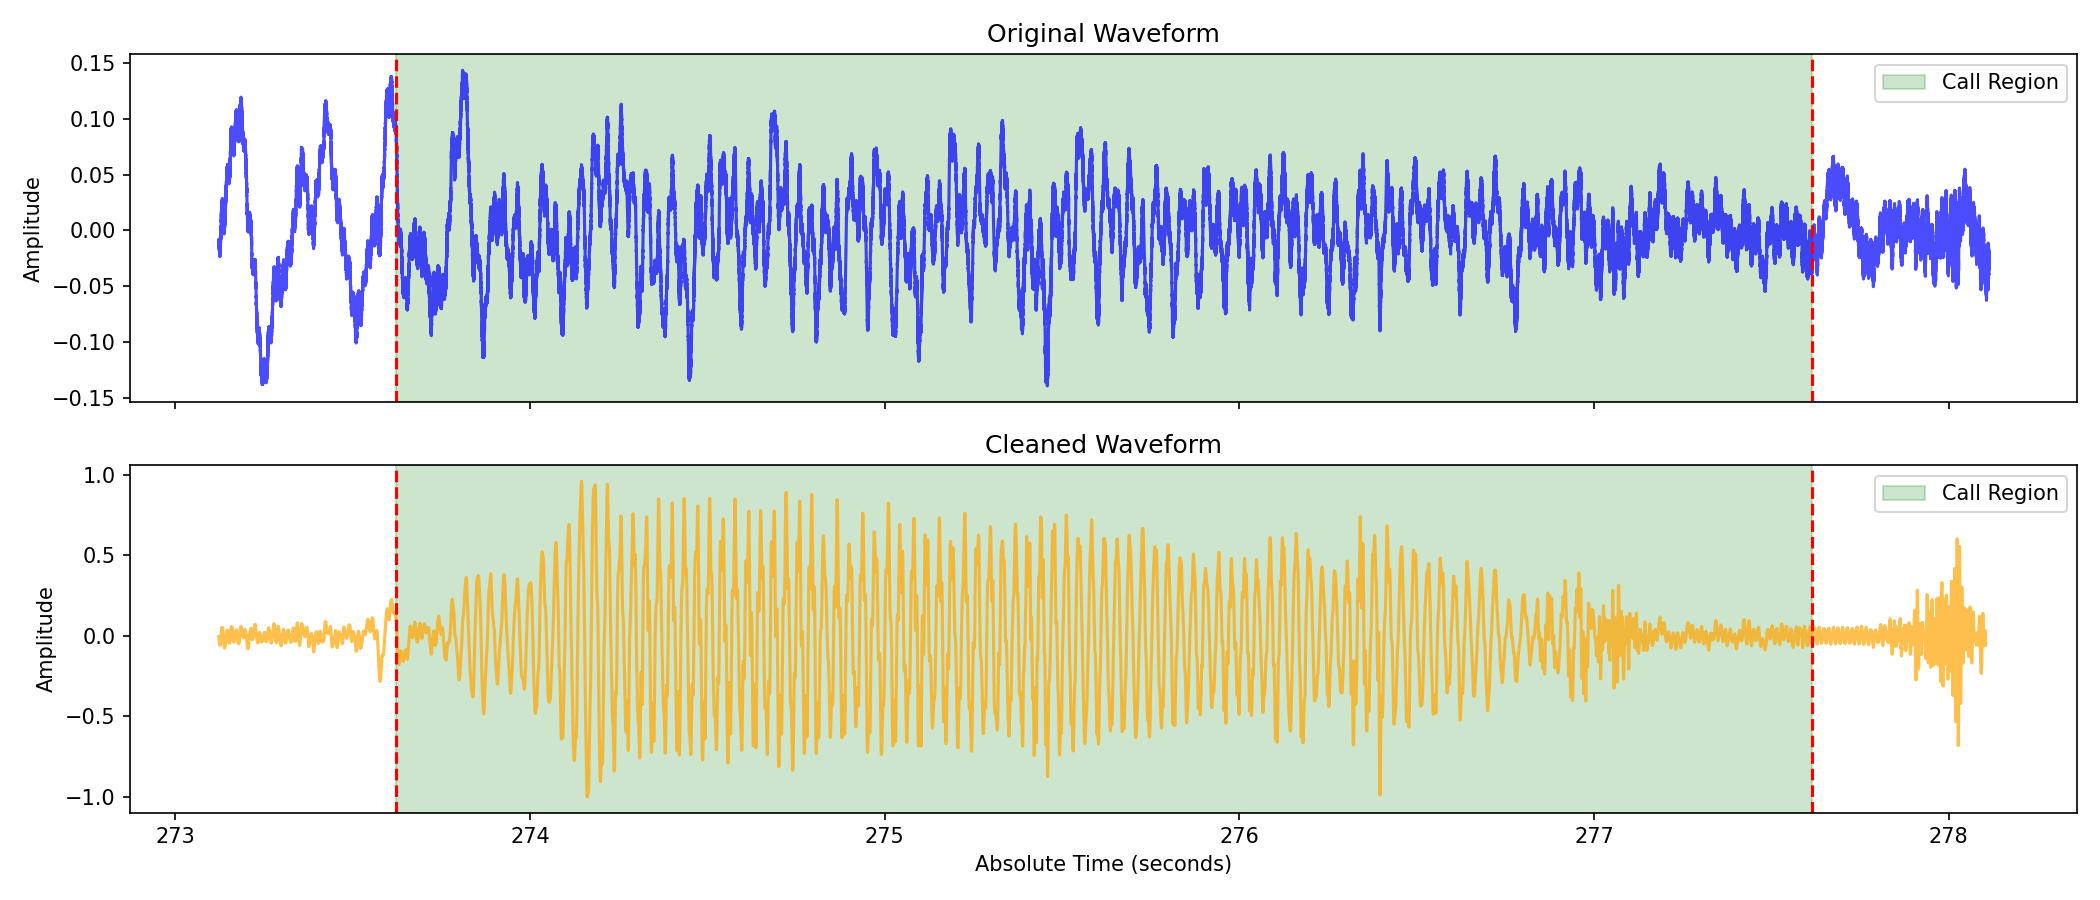 Original Waveform
Call Region
0.15
0.10
0.05
0.00
−0.05
−0.10
−0.15
Amplitude
Cleaned Waveform
Call Region
1.0
0.5
0.0
−0.5
−1.0
Amplitude
273 274 275 276 277 278
Absolute Time (seconds)